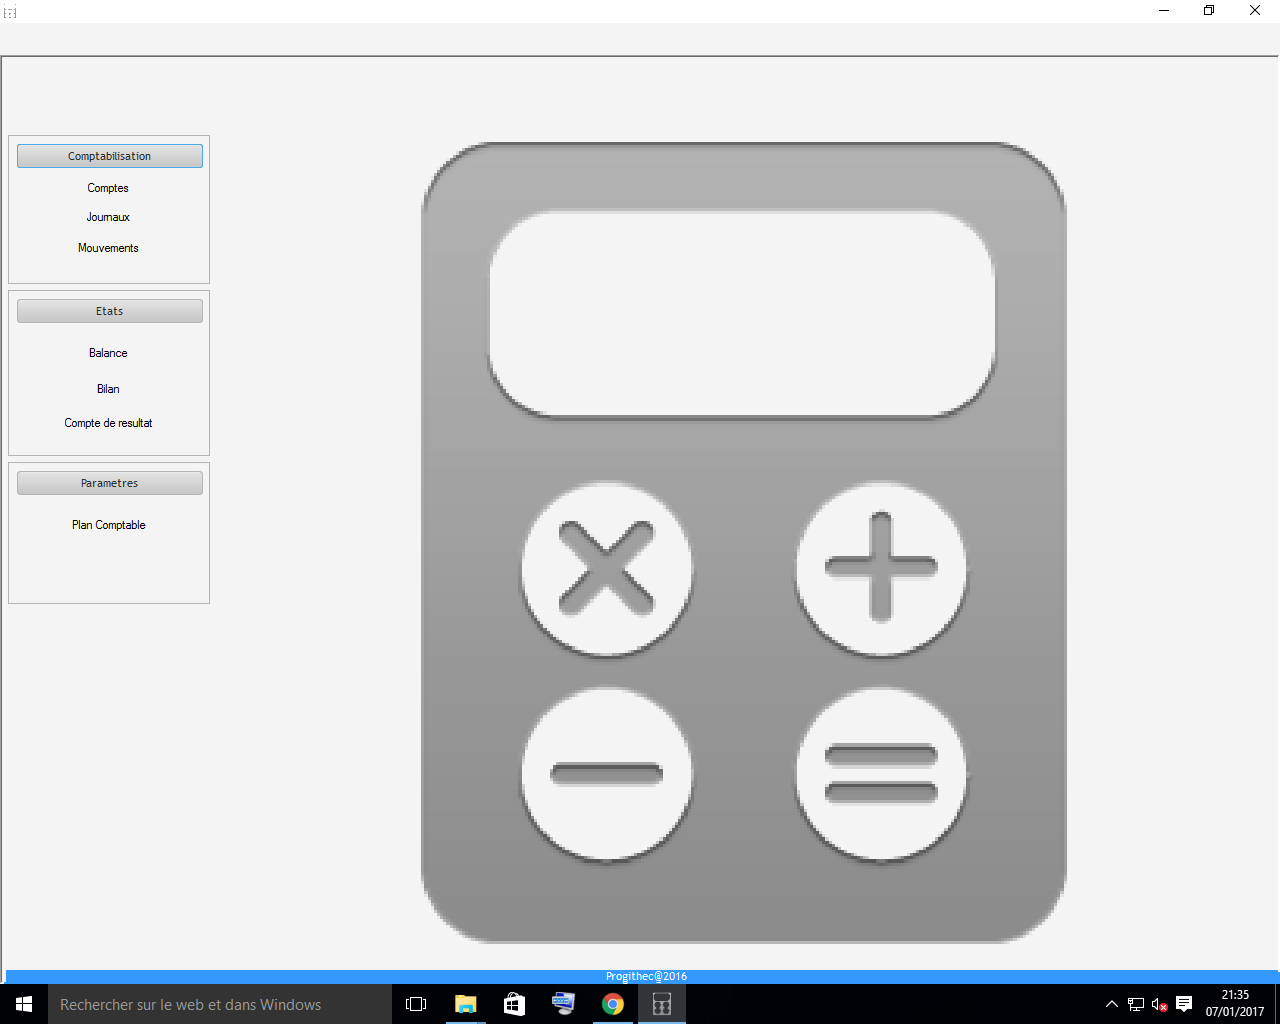 Comptabilisation
Comptes
Journaux
Mouvements
Etats
Balance
Bilan
Compte de resultat
Parametres
Plan Comptable
Progithec@2016
Rechercher sur le web et dans Windows
21:35
07/01/2017